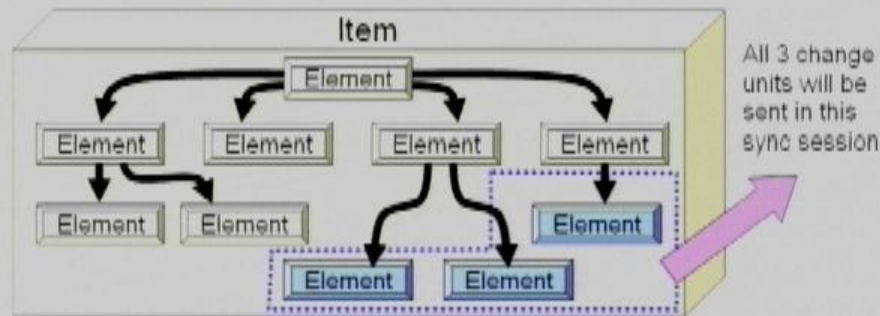 Item
Element
Element Element Element Element
Element Element Element
Element Element
All 3 change
units will be
sent in this
sync session